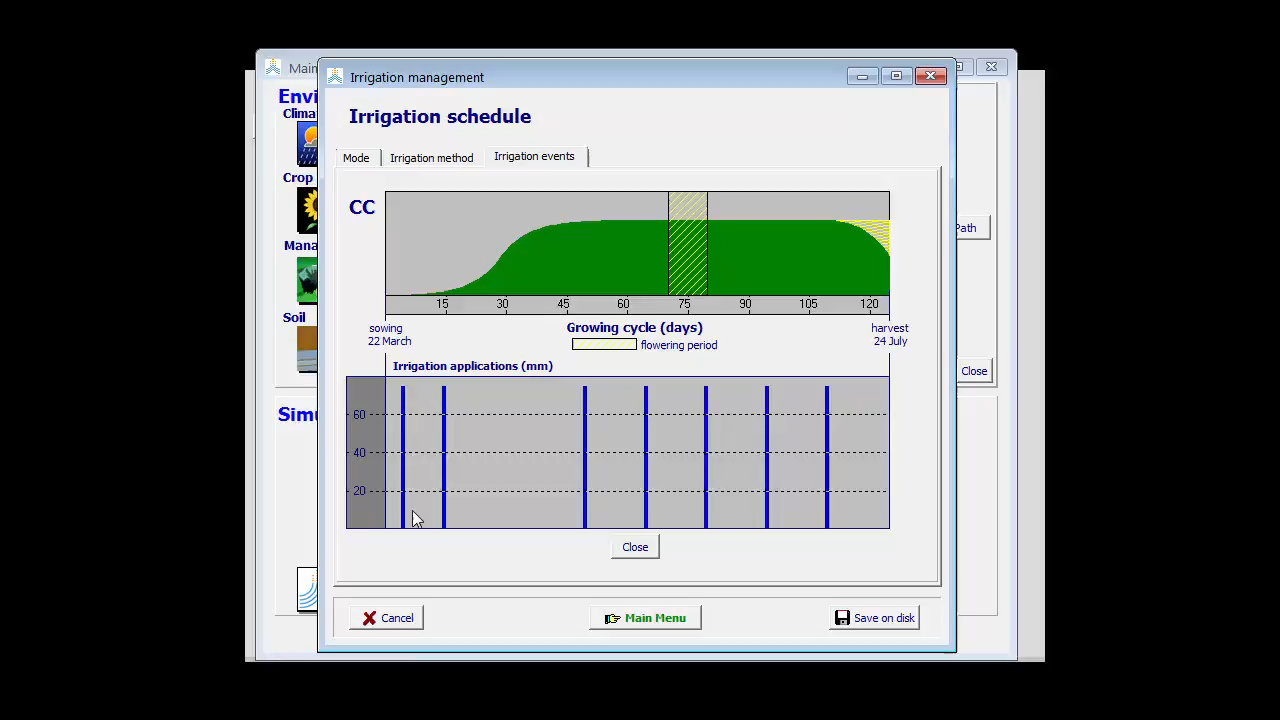 Main
Irrigation management
Envi
Clima
Crop
Mana
Soil
Simu
Path
Close
Irrigation schedule
Mode
Irrigation method
Irrigation events
CC
15 30 45 60 75 90 105 120
sowing
22 March
Growing cycle (days)
flowering period
harvest
24 July
Irrigation applications (mm)
60
40
20
Close
Cancel
Main Menu
Save on disk